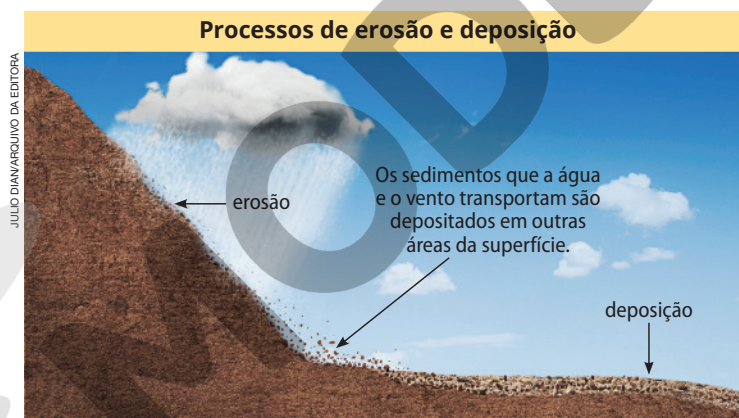 Processos de erosão e deposição
JULIO DIAN/ARQUIVO DA EDITORA
erosão
Os sedimentos que a água
e o vento transportam são
depositados em outras
áreas da superfície.
deposição